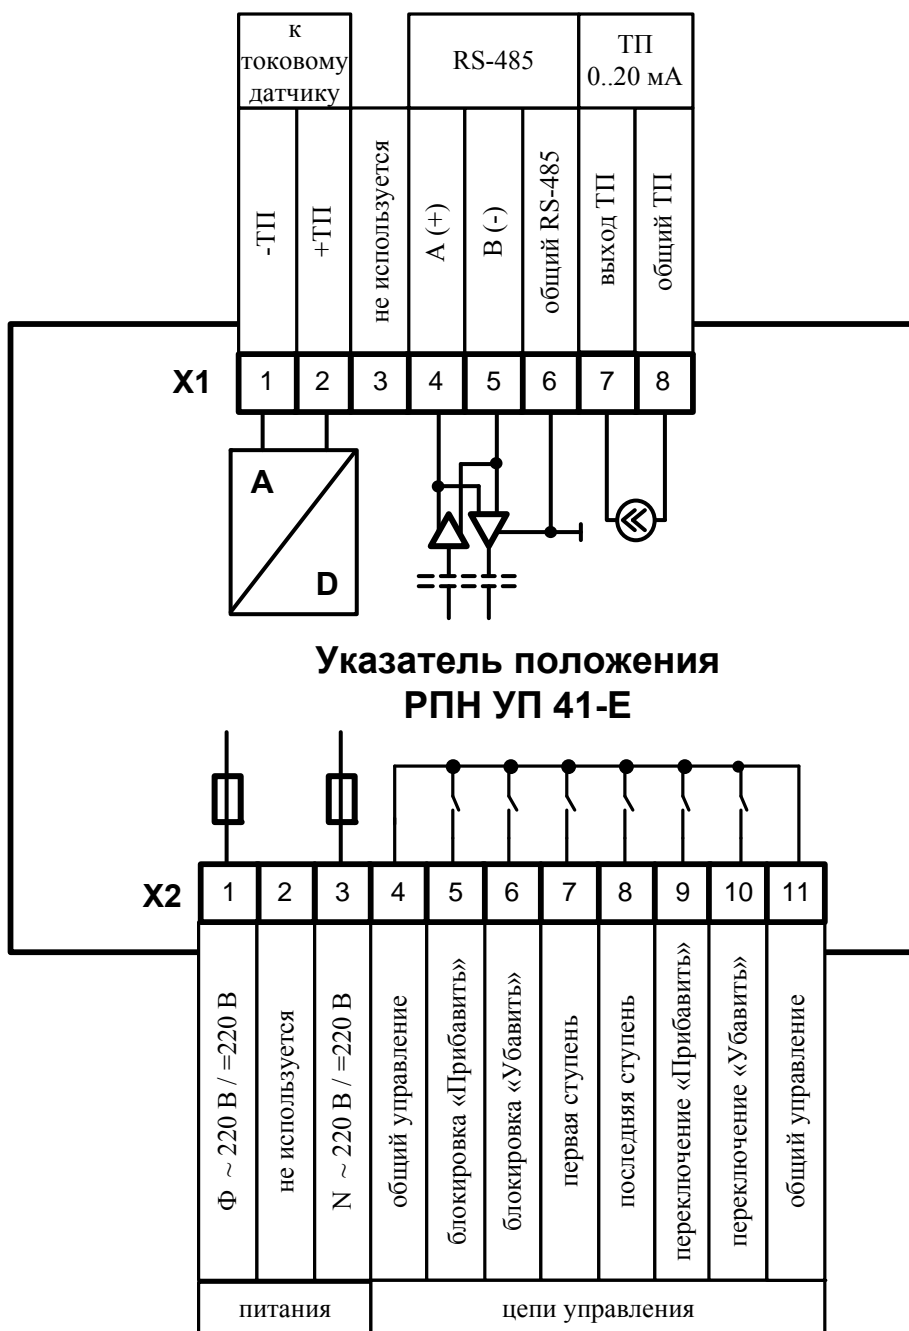 к
токовому
датчику
RS-485
ТП
0..20 мА
-ТП
+ТП
не используется
А (+)
В (-)
общий RS-485
выход ТП
общий ТП
X1
1
2
3
4
5
6
7
8
A
D
Указатель положения
РПН УП 41-Е
X2
1
2
3
4
5
6
7
8
9
10
11
Ф ~ 220 В / =220 В
не используется
N ~ 220 В / =220 В
общий управление
блокировка «Прибавить»
блокировка «Убавить»
первая ступень
последняя ступень
переключение «Прибавить»
переключение «Убавить»
общий управление
питания
цепи управления